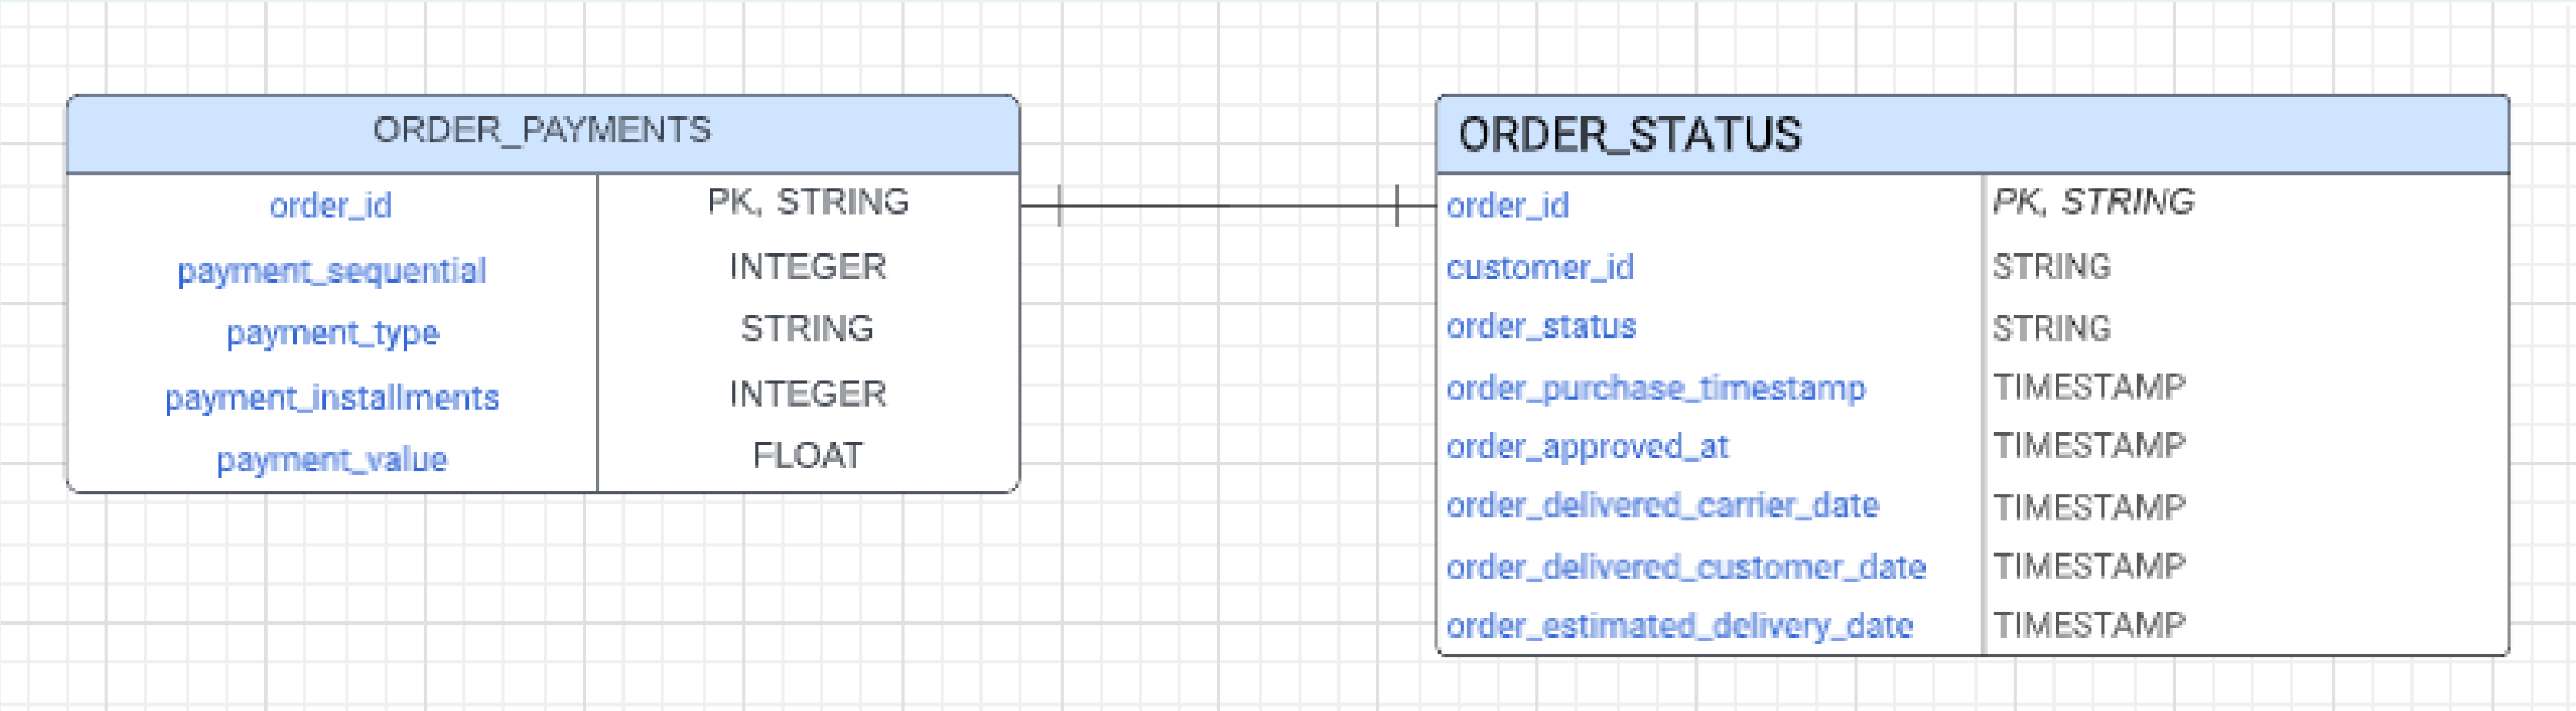 ORDER_PAYMENTS
order_id PK, STRING
payment_sequential INTEGER
payment_type STRING
payment_installments INTEGER
payment_value FLOAT
ORDER_STATUS
order_id PK, STRING
customer_id STRING
order_status STRING
order_purchase_timestamp TIMESTAMP
order_approved_at TIMESTAMP
order_delivered_carrier_date TIMESTAMP
order_delivered_customer_date TIMESTAMP
order_estimated_delivery_date TIMESTAMP